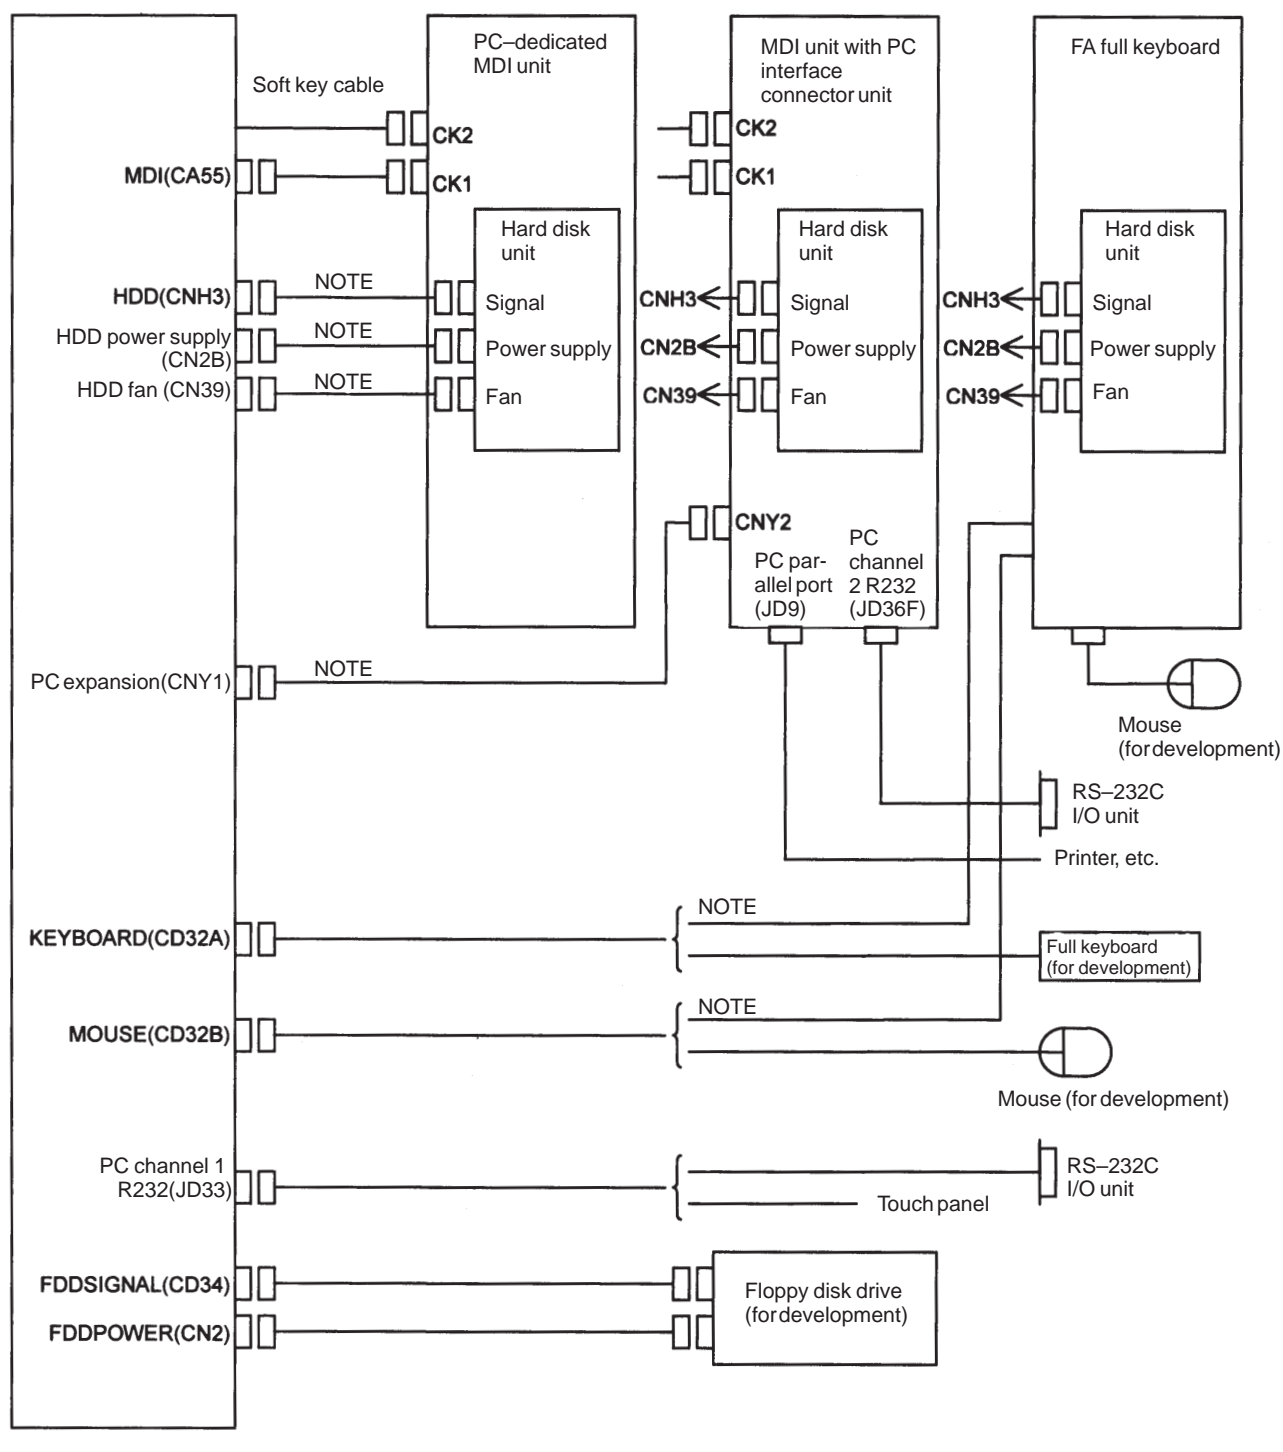 PC–dedicated
MDI unit
MDI unit with PC
interface
connector unit
FA full keyboard
Soft key cable
CK2
CK2
MDI(CA55)
CK1
CK1
Hard disk
unit
Hard disk
unit
Hard disk
unit
HDD(CNH3)
NOTE
Signal
CNH3
Signal
CNH3
Signal
HDD power supply
(CN2B)
NOTE
Power supply
CN2B
Power supply
CN2B
Power supply
HDD fan (CN39)
NOTE
Fan
CN39
Fan
CN39
Fan
CNY2
PC par-
allel port
(JD9)
PC
channel
2 R232
(JD36F)
PC expansion(CNY1)
NOTE
Mouse
(for development)
RS–232C
I/O unit
Printer, etc.
KEYBOARD(CD32A)
NOTE
Full keyboard
(for development)
MOUSE(CD32B)
NOTE
Mouse (for development)
PC channel 1
R232(JD33)
RS–232C
I/O unit
Touch panel
FDDSIGNAL(CD34)
FDDPOWER(CN2)
Floppy disk drive
(for development)